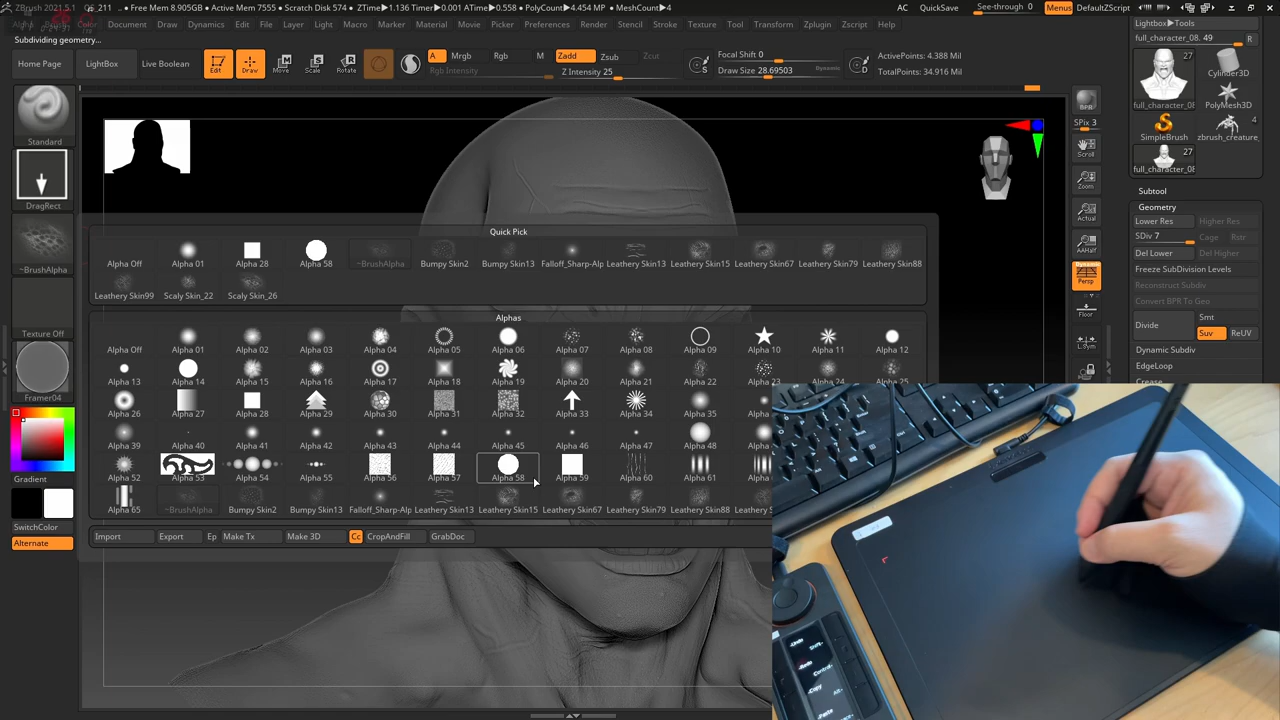 ZBrush 2021.5.1
QS_211
• Free Mem 8.905GB • Active Mem 7555 • Scratch Disk 574 • ZTime▶1.136 Timer▶0.001 ATime▶0.558 • PolyCount▶4.454 MP • MeshCount▶4
AC
QuickSave
See-through 0
Menus
DefaultZScript
Document
Draw
Dynamics
Edit
File
Layer
Light
Macro
Marker
Material
Movie
Picker
Preferences
Render
Stencil
Stroke
Texture
Tool
Transform
Zplugin
Zscript
Help
Subdividing geometry...
Home Page
LightBox
Live Boolean
Edit
Draw
Move
Scale
Rotate
A
Mrgb
Rgb
M
Rgb Intensity
Zadd
Zsub
Zcut
Z Intensity 25
S
Focal Shift 0
Draw Size 28.69503
Dynamic
D
ActivePoints: 4.388 Mil
TotalPoints: 34.916 Mil
Standard
DragRect
~BrushAlpha
Texture Off
Framer04
Gradient
SwitchColor
Alternate
Quick Pick
Alpha Off
Alpha 01
Alpha 28
Alpha 58
~BrushAlpha
Bumpy Skin2
Bumpy Skin13
Falloff_Sharp-Alp
Leathery Skin13
Leathery Skin15
Leathery Skin67
Leathery Skin79
Leathery Skin88
Leathery Skin99
Scaly Skin_22
Scaly Skin_26
Alphas
Alpha Off
Alpha 01
Alpha 02
Alpha 03
Alpha 04
Alpha 05
Alpha 06
Alpha 07
Alpha 08
Alpha 09
Alpha 10
Alpha 11
Alpha 12
Alpha 13
Alpha 14
Alpha 15
Alpha 16
Alpha 17
Alpha 18
Alpha 19
Alpha 20
Alpha 21
Alpha 22
Alpha 23
Alpha 24
Alpha 25
Alpha 26
Alpha 27
Alpha 28
Alpha 29
Alpha 30
Alpha 31
Alpha 32
Alpha 33
Alpha 34
Alpha 35
Alpha 39
Alpha 40
Alpha 41
Alpha 42
Alpha 43
Alpha 44
Alpha 45
Alpha 46
Alpha 47
Alpha 48
Alpha 52
Alpha 53
Alpha 54
Alpha 55
Alpha 56
Alpha 57
Alpha 58
Alpha 59
Alpha 60
Alpha 61
Alpha 65
~BrushAlpha
Bumpy Skin2
Bumpy Skin13
Falloff_Sharp-Alp
Leathery Skin13
Leathery Skin15
Leathery Skin67
Leathery Skin79
Leathery Skin88
Import
Export
Ep
Make Tx
Make 3D
Cc
CropAndFill
GrabDoc
BPR
SPix 3
Scroll
Zoom
Actual
AAHalf
Dynamic
Persp
Floor
L.Sym
Lightbox▶Tools
full_character_08. 49
R
27
full_character_08
Cylinder3D
PolyMesh3D
SimpleBrush
4
zbrush_creature_
27
full_character_08
Subtool
Geometry
Lower Res
Higher Res
SDiv 7
Cage
Rstr
Del Lower
Del Higher
Freeze SubDivision Levels
Reconstruct Subdiv
Convert BPR To Geo
Divide
Smt
Suv
ReUV
Dynamic Subdiv
EdgeLoop
Crease